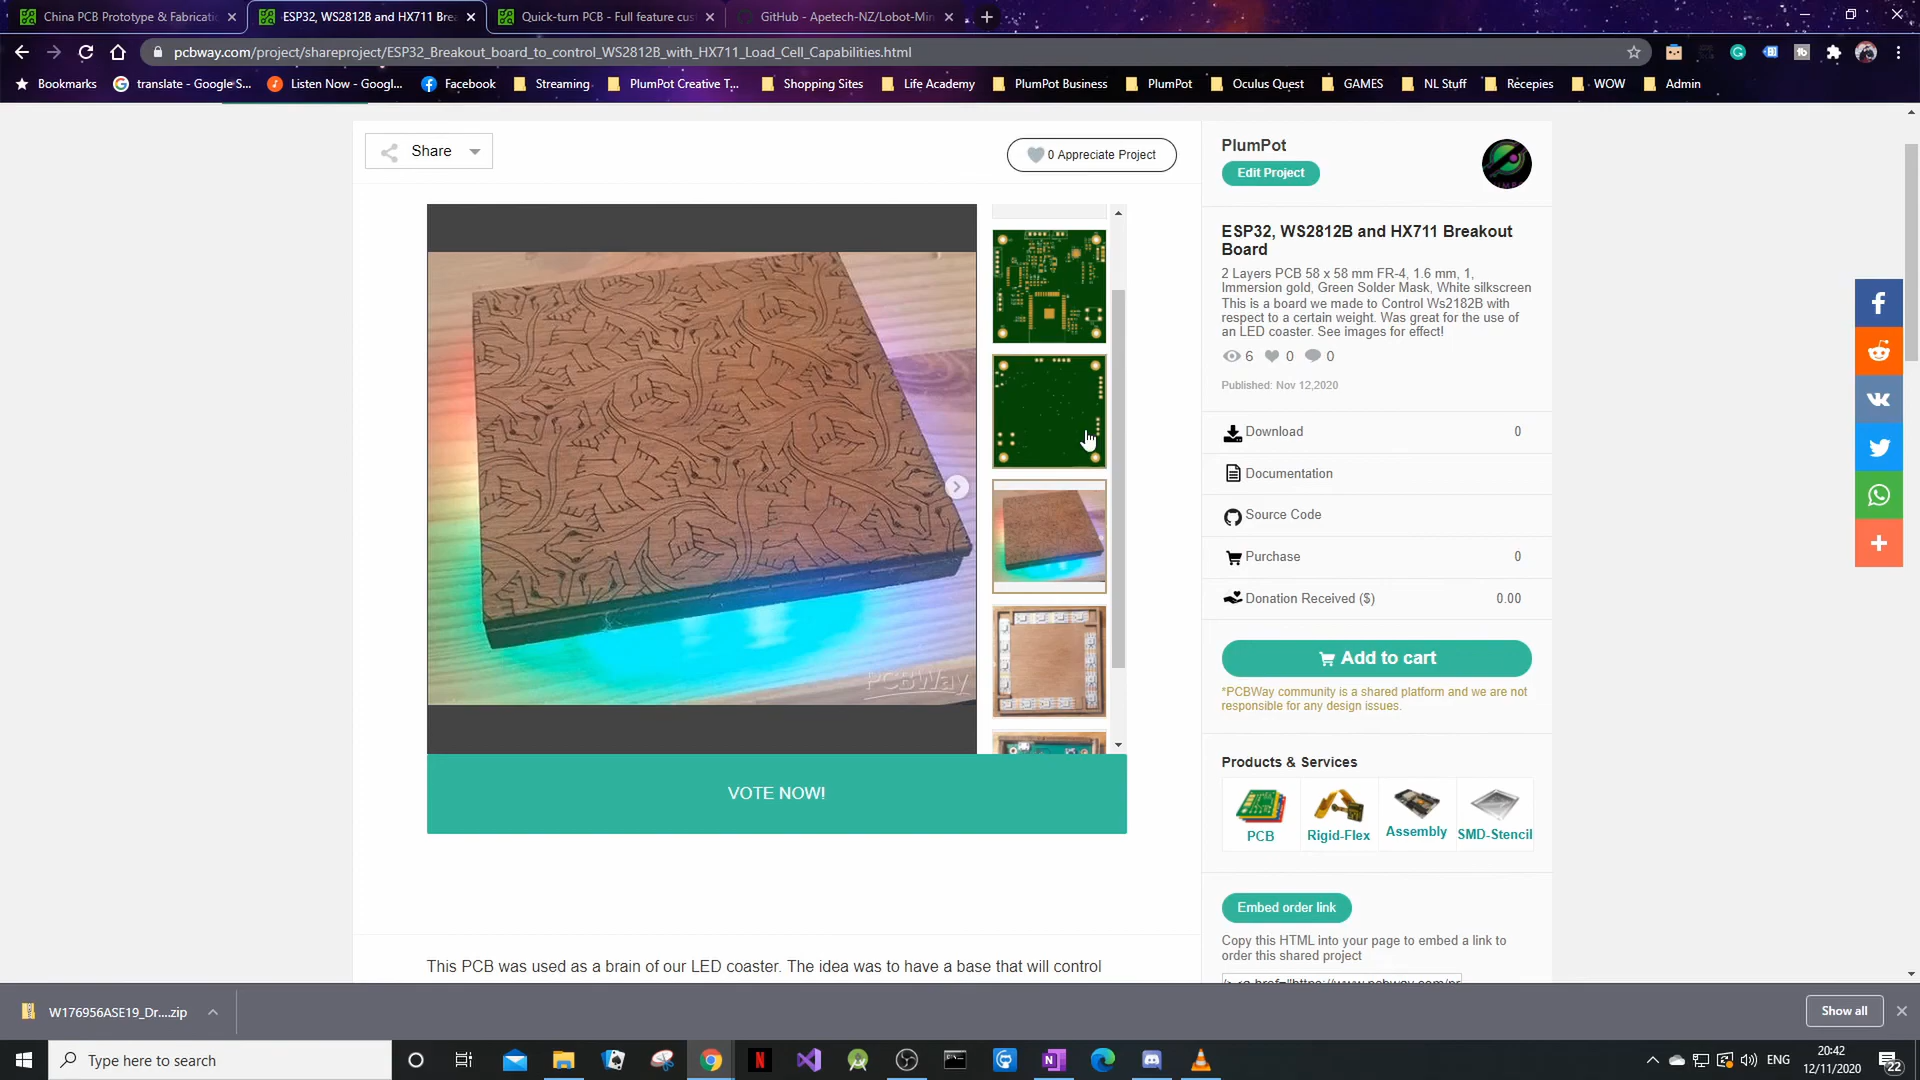 China PCB Prototype & Fabricati
ESP32, WS2812B and HX711 Brea
Quick-turn PCB - Full feature cus
GitHub - Apetech-NZ/Lobot-Min
pcbway.com/project/shareproject/ESP32_Breakout_board_to_control_WS2812B_with_HX711_Load_Cell_Capabilities.html
Bookmarks
translate - Google S...
Listen Now - Googl...
Facebook
Streaming
PlumPot Creative T...
Shopping Sites
Life Academy
PlumPot Business
PlumPot
Oculus Quest
GAMES
NL Stuff
Recepies
WOW
Admin
Share
0 Appreciate Project
PCBWay
VOTE NOW!
This PCB was used as a brain of our LED coaster. The idea was to have a base that will control
PlumPot
Edit Project
ESP32, WS2812B and HX711 Breakout
Board
2 Layers PCB 58 x 58 mm FR-4, 1.6 mm, 1,
Immersion gold, Green Solder Mask, White silkscreen
This is a board we made to Control Ws2182B with
respect to a certain weight. Was great for the use of
an LED coaster. See images for effect!
6 0 0
Published: Nov 12,2020
Download 0
Documentation
Source Code
Purchase 0
Donation Received ($) 0.00
Add to cart
*PCBWay community is a shared platform and we are not
responsible for any design issues.
Products & Services
PCB
Rigid-Flex
Assembly
SMD-Stencil
Embed order link
Copy this HTML into your page to embed a link to
order this shared project
W176956ASE19_Dr....zip
Show all
Type here to search
ENG
20:42
12/11/2020
22